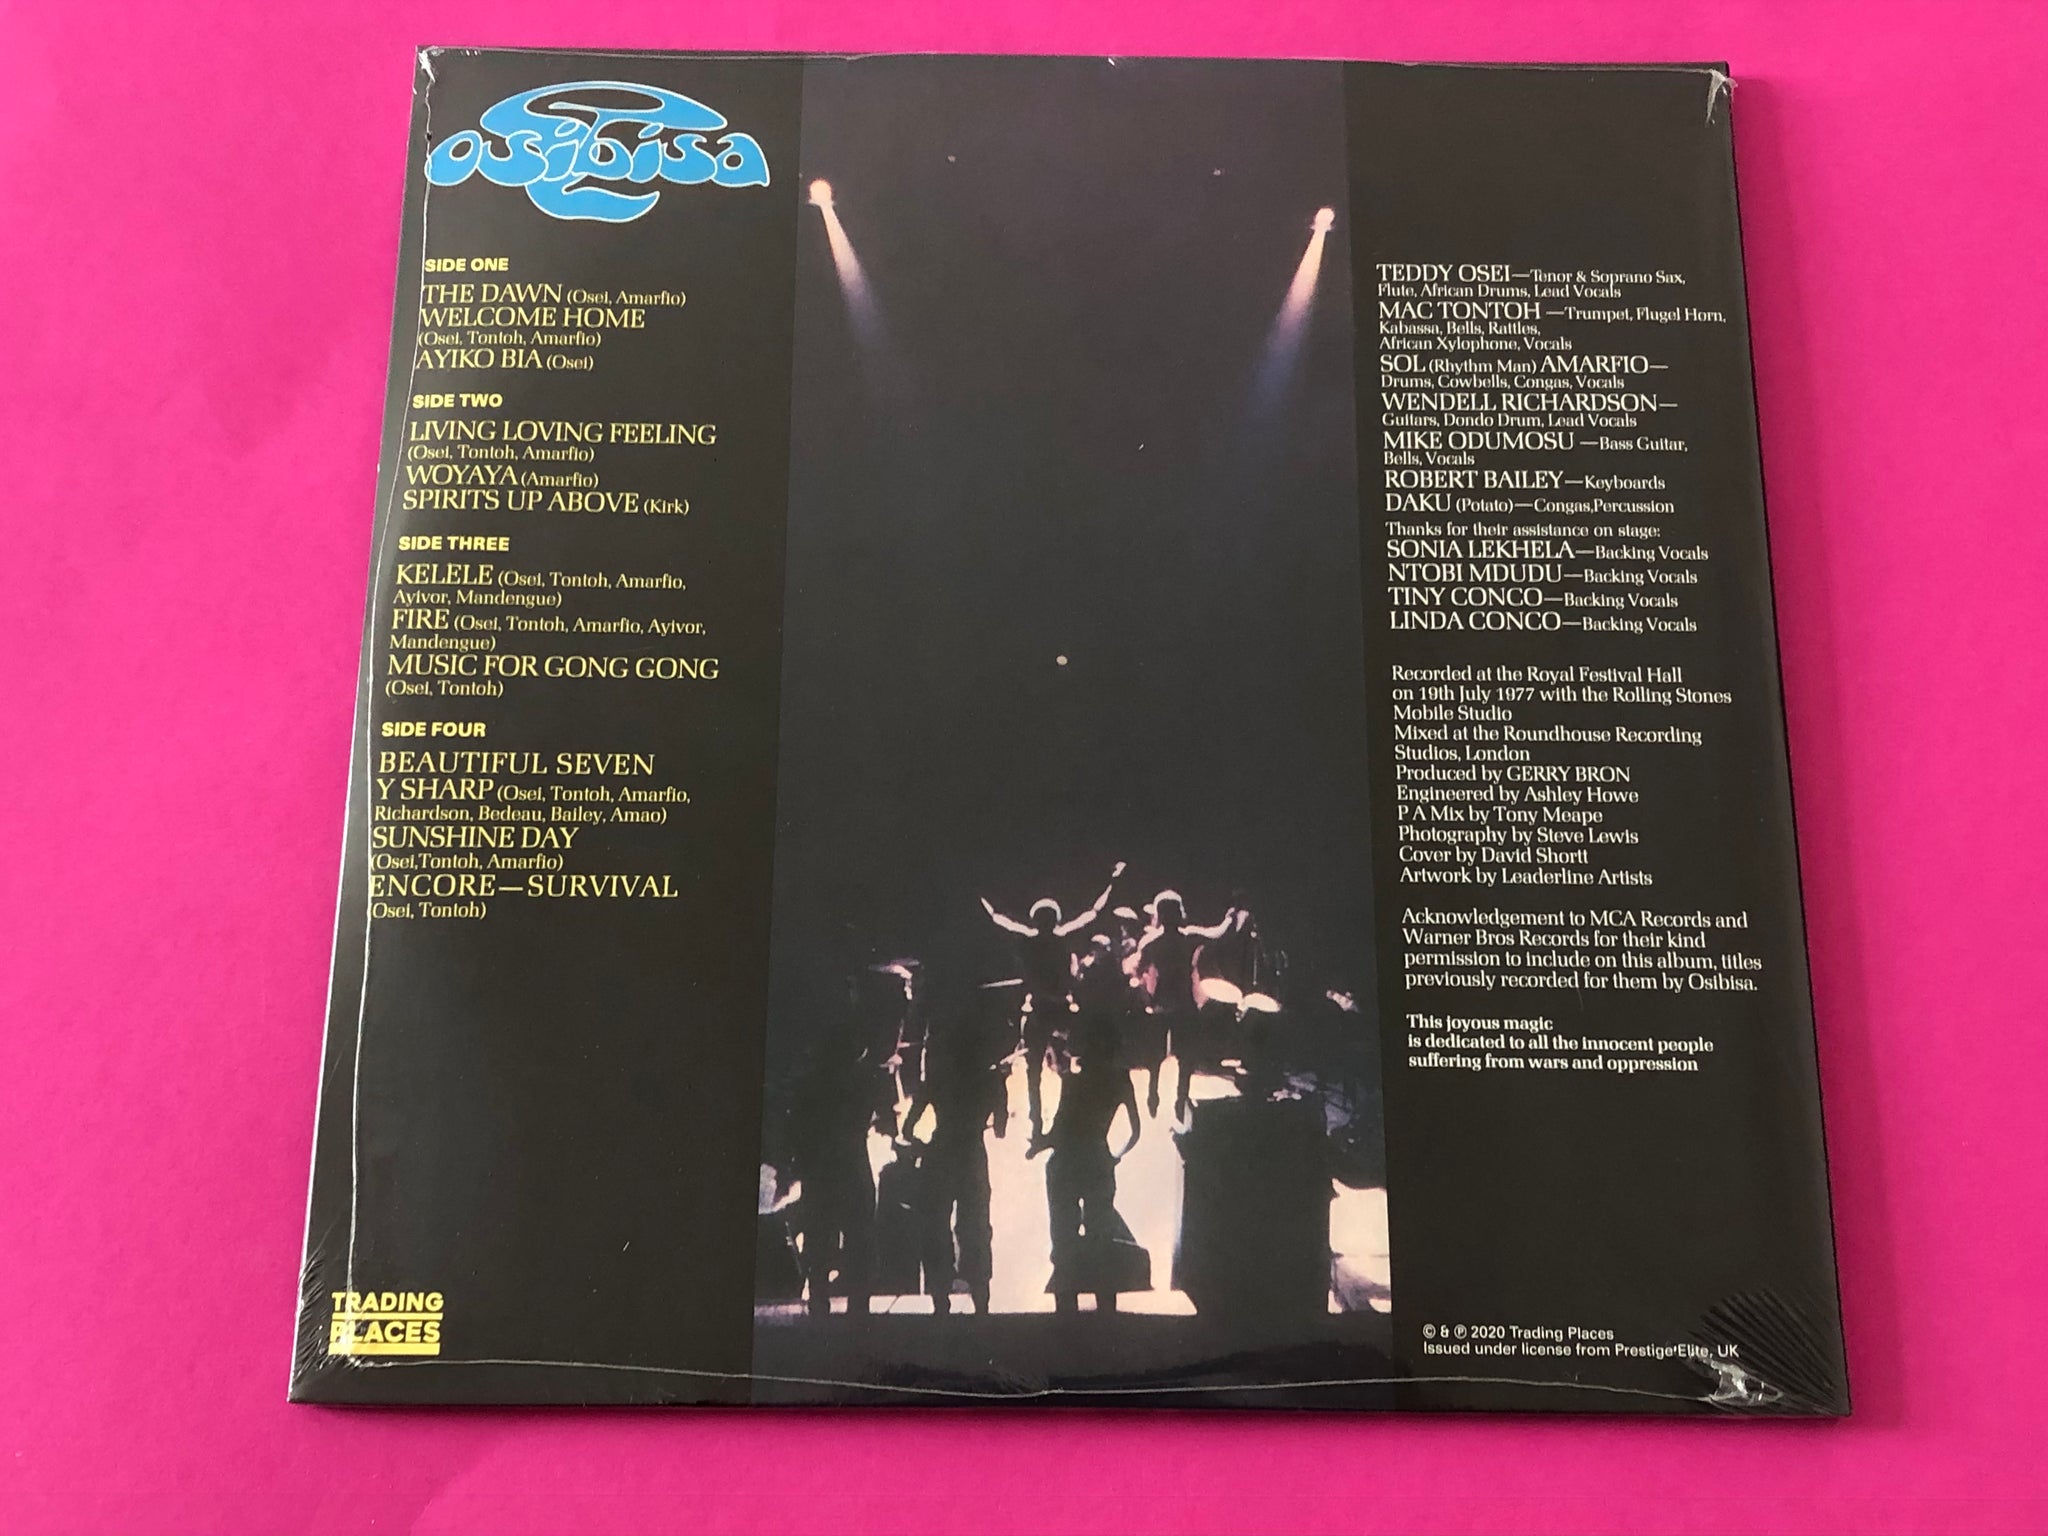 osibisa
SIDE ONE
THE DAWN (Osei, Amarfio)
WELCOME HOME
(Osei, Tontoh, Amarfio)
AYIKO BIA (Osei)
SIDE TWO
LIVING LOVING FEELING
(Osei, Tontoh, Amarfio)
WOYAYA (Amarfio)
SPIRITS UP ABOVE (Kirk)
SIDE THREE
KELELE (Osei, Tontoh, Amarfio,
Ayivor, Mandengue)
FIRE (Osei, Tontoh, Amarfio, Ayivor,
Mandengue)
MUSIC FOR GONG GONG
(Osei, Tontoh)
SIDE FOUR
BEAUTIFUL SEVEN
Y SHARP (Osei, Tontoh, Amarfio,
Richardson, Bedeau, Bailey, Amao)
SUNSHINE DAY
(Osei,Tontoh, Amarfio)
ENCORE—SURVIVAL
(Osei, Tontoh)
TRADING
PLACES
TEDDY OSEI—Tenor & Soprano Sax,
Flute, African Drums, Lead Vocals
MAC TONTOH —Trumpet, Flugel Horn,
Kabassa, Bells, Rattles,
African Xylophone, Vocals
SOL (Rhythm Man) AMARFIO—
Drums, Cowbells, Congas, Vocals
WENDELL RICHARDSON—
Guitars, Dondo Drum, Lead Vocals
MIKE ODUMOSU —Bass Guitar,
Bells, Vocals
ROBERT BAILEY—Keyboards
DAKU (Potato)—Congas,Percussion
Thanks for their assistance on stage:
SONIA LEKHELA—Backing Vocals
NTOBI MDUDU—Backing Vocals
TINY CONCO—Backing Vocals
LINDA CONCO—Backing Vocals
Recorded at the Royal Festival Hall
on 19th July 1977 with the Rolling Stones
Mobile Studio
Mixed at the Roundhouse Recording
Studios, London
Produced by GERRY BRON
Engineered by Ashley Howe
P A Mix by Tony Meape
Photography by Steve Lewis
Cover by David Shortt
Artwork by Leaderline Artists
Acknowledgement to MCA Records and
Warner Bros Records for their kind
permission to include on this album, titles
previously recorded for them by Osibisa.
This joyous magic
is dedicated to all the innocent people
suffering from wars and oppression
© & ℗ 2020 Trading Places
Issued under license from Prestige Elite, UK